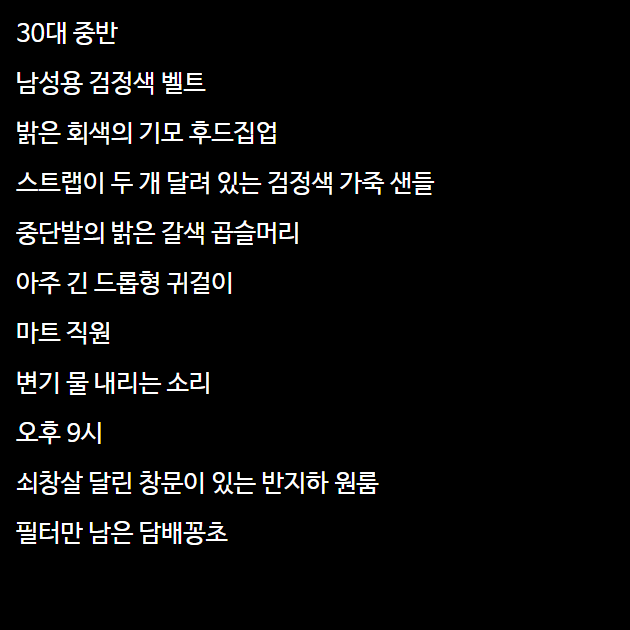 30대 중반
남성용 검정색 벨트
밝은 회색의 기모 후드집업
스트랩이 두 개 달려 있는 검정색 가죽 샌들
중단발의 밝은 갈색 곱슬머리
아주 긴 드롭형 귀걸이
마트 직원
변기 물 내리는 소리
오후 9시
쇠창살 달린 창문이 있는 반지하 원룸
필터만 남은 담배꽁초